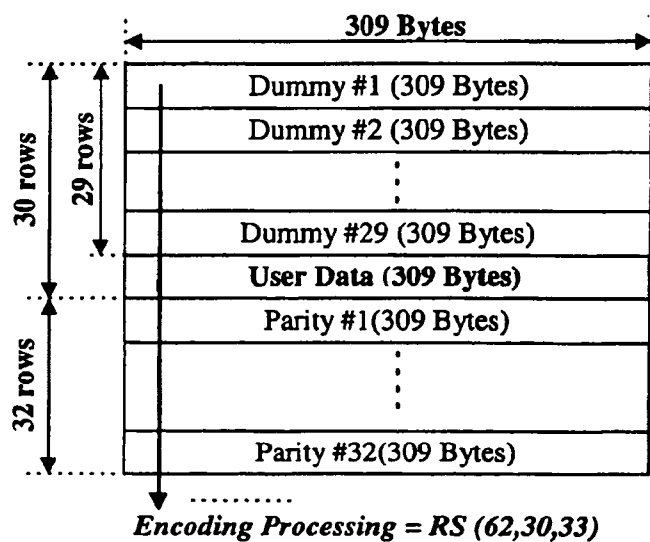 309 Bytes
Dummy #1 (309 Bytes)
Dummy #2 (309 Bytes)
30 rows
29 rows
Dummy #29 (309 Bytes)
User Data (309 Bytes)
Parity #1(309 Bytes)
32 rows
Parity #32(309 Bytes)
Encoding Processing = RS (62,30,33)